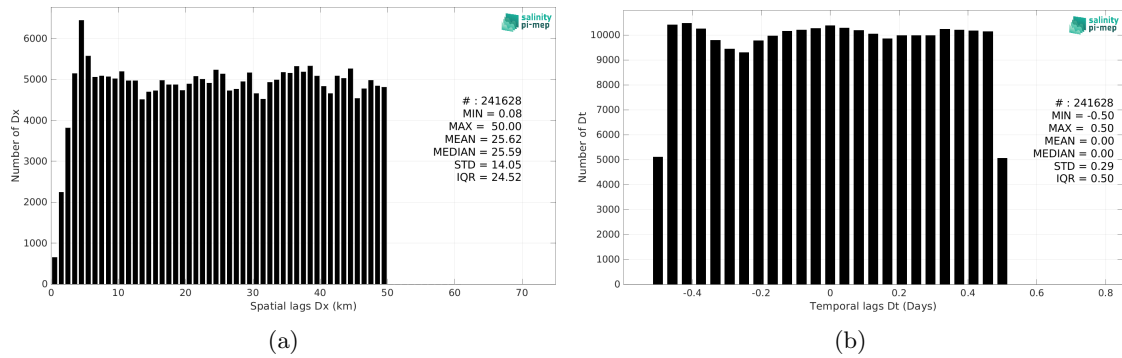 salinity
pi-mep
7000
6000
5000
4000
3000
2000
1000
0
Number of Dx
# : 241628
MIN = 0.08
MAX = 50.00
MEAN = 25.62
MEDIAN = 25.59
STD = 14.05
IQR = 24.52
0 10 20 30 40 50 60 70
Spatial lags Dx (km)
(a)
salinity
pi-mep
10000
9000
8000
7000
6000
5000
4000
3000
2000
1000
0
Number of Dt
# : 241628
MIN = -0.50
MAX = 0.50
MEAN = 0.00
MEDIAN = 0.00
STD = 0.29
IQR = 0.50
-0.4 -0.2 0 0.2 0.4 0.6 0.8
Temporal lags Dt (Days)
(b)